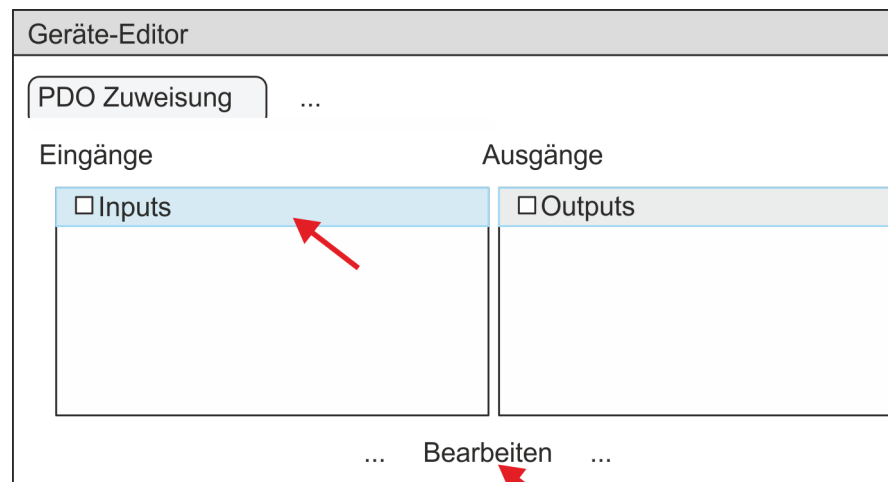 Geräte-Editor
PDO Zuweisung ...
Eingänge Ausgänge
Inputs Outputs
... Bearbeiten ...